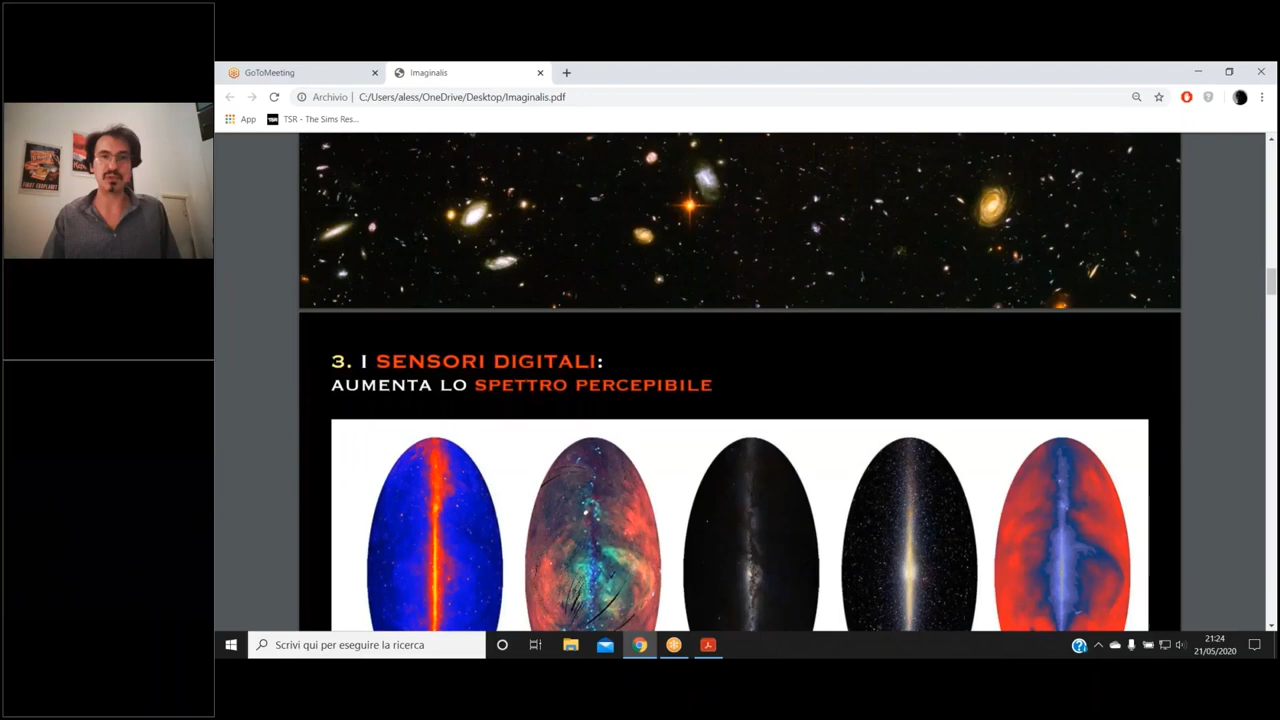 GoToMeeting
Imaginalis
Archivio
C:/Users/aless/OneDrive/Desktop/Imaginalis.pdf
App
TSR - The Sims Res...
3. I SENSORI DIGITALI:
AUMENTA LO SPETTRO PERCEPIBILE
Scrivi qui per eseguire la ricerca
21:24
21/05/2020